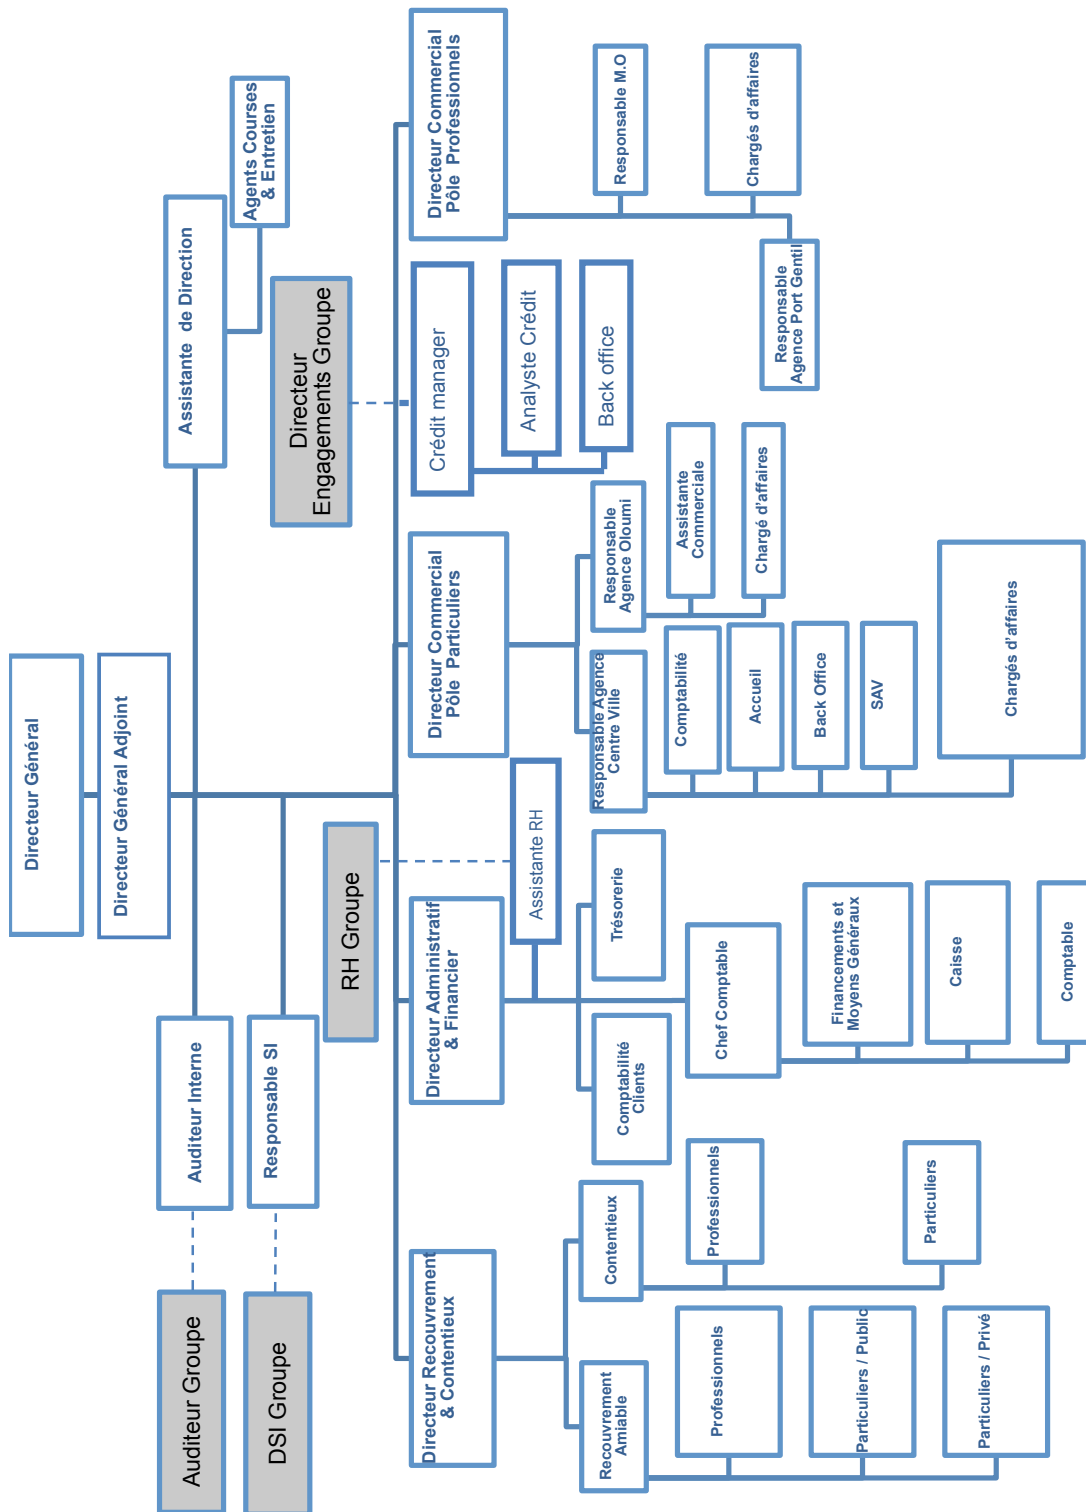 Directeur Général
Directeur Général Adjoint
Auditeur Groupe
Auditeur Interne
Assistante de Direction
DSI Groupe
Responsable SI
Agents Courses
& Entretien
RH Groupe
Directeur
Engagements Groupe
Directeur Recouvrement
& Contentieux
Directeur Administratif
& Financier
Directeur Commercial
Pôle Particuliers
Crédit manager
Directeur Commercial
Pôle Professionnels
Assistante RH
Analyste Crédit
Recouvrement
Amiable
Contentieux
Comptabilité
Clients
Trésorerie
Responsable Agence
Centre Ville
Responsable
Agence Oloumi
Back office
Responsable M.O
Professionnels
Professionnels
Chef Comptable
Comptabilité
Assistante
Commerciale
Chargés d'affaires
Accueil
Chargé d'affaires
Responsable
Agence Port Gentil
Particuliers / Public
Financements et
Moyens Généraux
Back Office
SAV
Particuliers / Privé
Particuliers
Caisse
Chargés d'affaires
Comptable